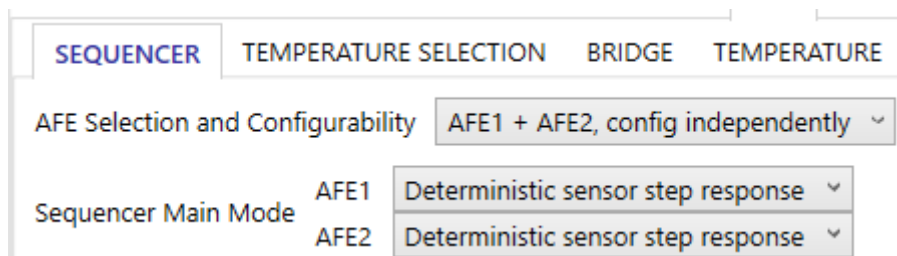 SEQUENCER TEMPERATURE SELECTION BRIDGE TEMPERATURE
AFE Selection and Configurability AFE1 + AFE2, config independently
AFE1 Deterministic sensor step response
Sequencer Main Mode
AFE2 Deterministic sensor step response